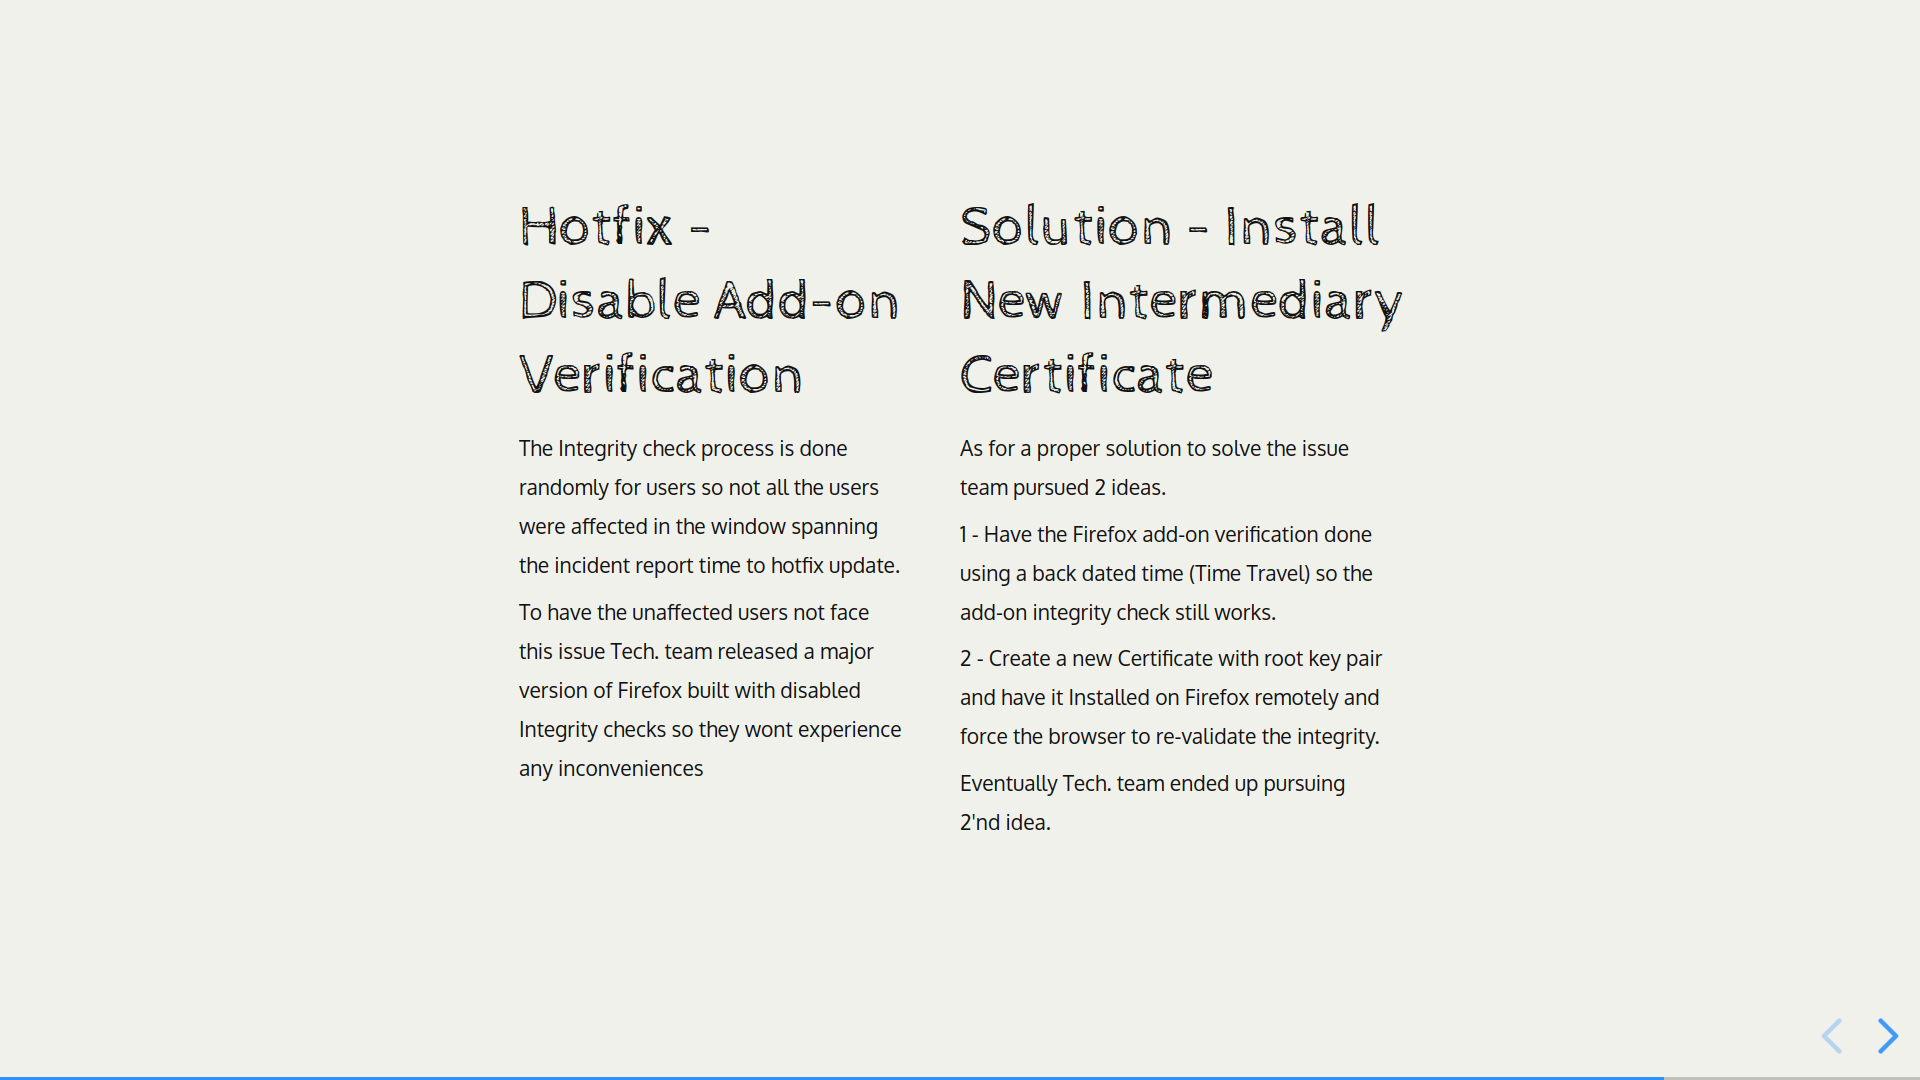 Hotfix -
Disable Add-on
Verification
The Integrity check process is done
randomly for users so not all the users
were affected in the window spanning
the incident report time to hotfix update.
To have the unaffected users not face
this issue Tech. team released a major
version of Firefox built with disabled
Integrity checks so they wont experience
any inconveniences
Solution - Install
New Intermediary
Certificate
As for a proper solution to solve the issue
team pursued 2 ideas.
1 - Have the Firefox add-on verification done
using a back dated time (Time Travel) so the
add-on integrity check still works.
2 - Create a new Certificate with root key pair
and have it Installed on Firefox remotely and
force the browser to re-validate the integrity.
Eventually Tech. team ended up pursuing
2'nd idea.